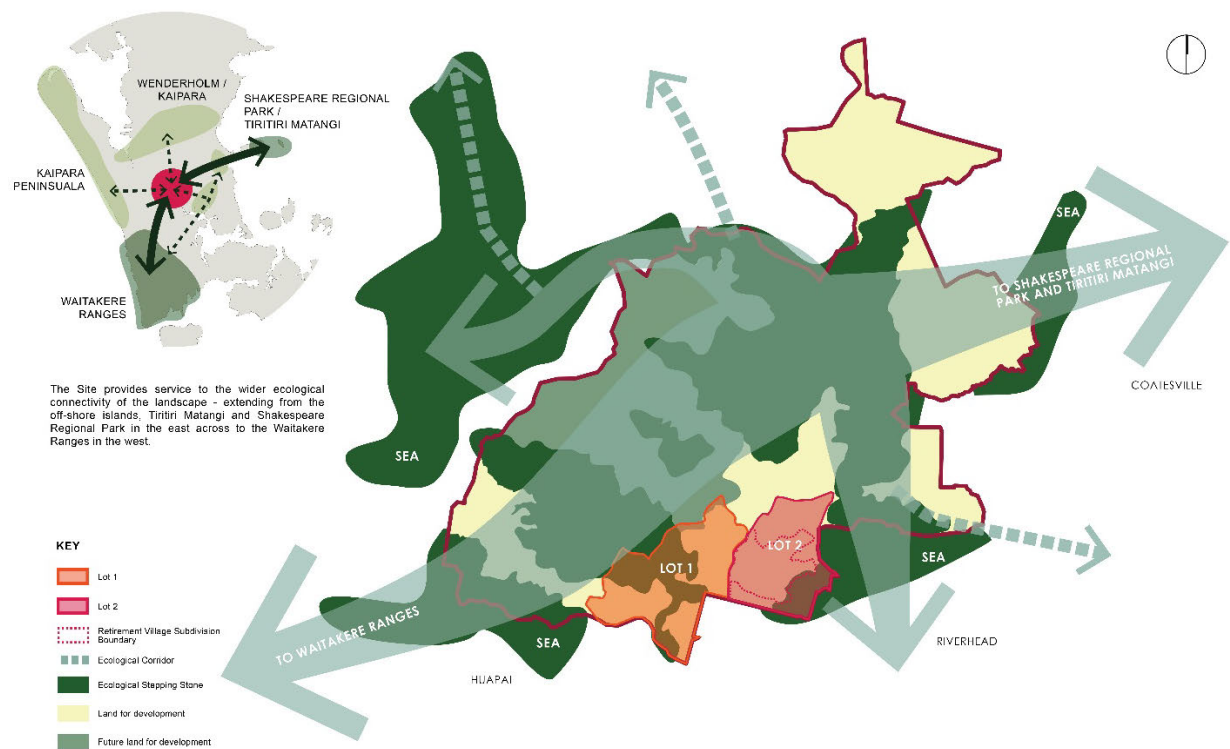 WENDERHOLM /
KAIPARA
SHAKESPEARE REGIONAL
PARK /
TIRITIRI MATANGI
KAIPARA
PENINSUALA
WAITAKERE
RANGES
The Site provides service to the wider ecological
connectivity of the landscape - extending from the
off-shore islands, Tiritiri Matangi and Shakespeare
Regional Park in the east across to the Waitakere
Ranges in the west.
SEA
TO SHAKESPEARE REGIONAL
PARK AND TIRITIRI MATANGI
COATESVILLE
SEA
LOT 2
LOT 1
SEA
SEA
TO WAITAKERE RANGES
RIVERHEAD
HUAPAI
KEY
Lot 1
Lot 2
Retirement Village Subdivision
Boundary
Ecological Corridor
Ecological Stepping Stone
Land for development
Future land for development